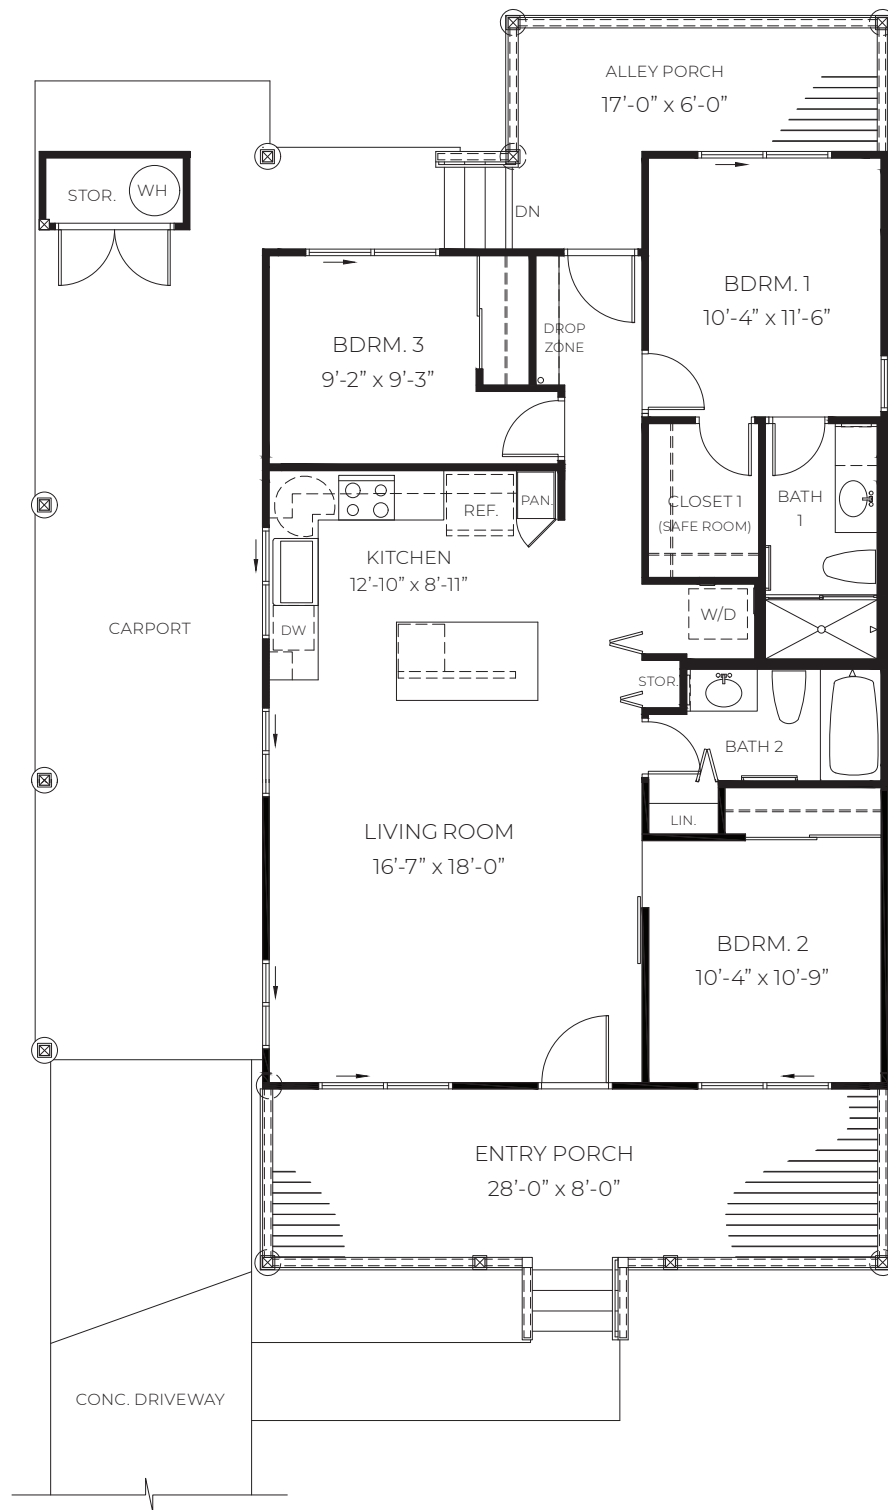 ALLEY PORCH
17’-0” x 6’-0”
STOR.
WH
DN
BDRM. 1
10’-4” x 11’-6”
DROP
ZONE
BDRM. 3
9’-2” x 9’-3”
CLOSET 1
(SAFE ROOM)
BATH
1
REF.
PAN.
KITCHEN
12’-10” x 8’-11”
W/D
CARPORT
DW
STOR.
BATH 2
LIN.
LIVING ROOM
16’-7” x 18’-0”
BDRM. 2
10’-4” x 10’-9”
ENTRY PORCH
28’-0” x 8’-0”
CONC. DRIVEWAY